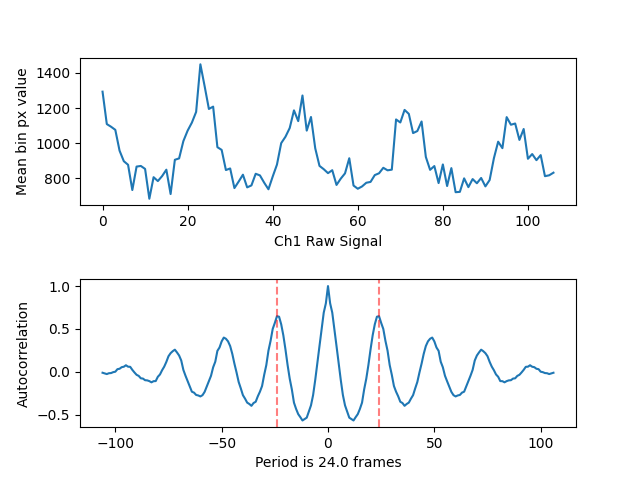 1400
1200
1000
800
Mean bin px value
0 20 40 60 80 100
Ch1 Raw Signal
1.0
0.5
0.0
−0.5
Autocorrelation
−100 −50 0 50 100
Period is 24.0 frames